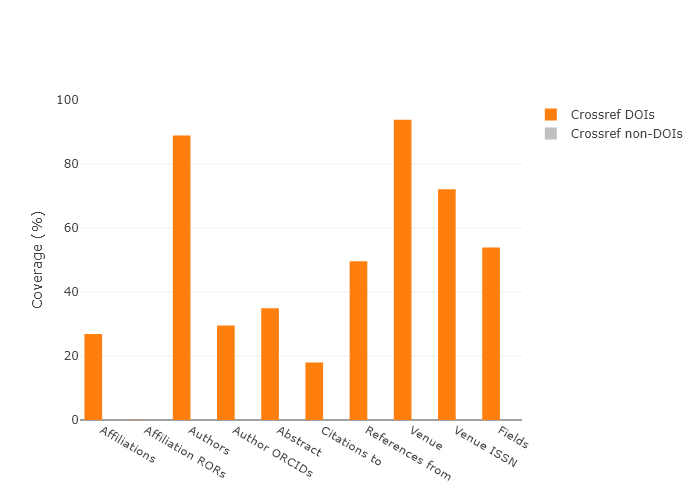 100
80
60
40
20
0
Coverage (%)
Affiliations
Affiliation RORs
Authors
Author ORCIDs
Abstract
Citations to
References from
Venue
Venue ISSN
Fields
Crossref DOIs
Crossref non-DOIs